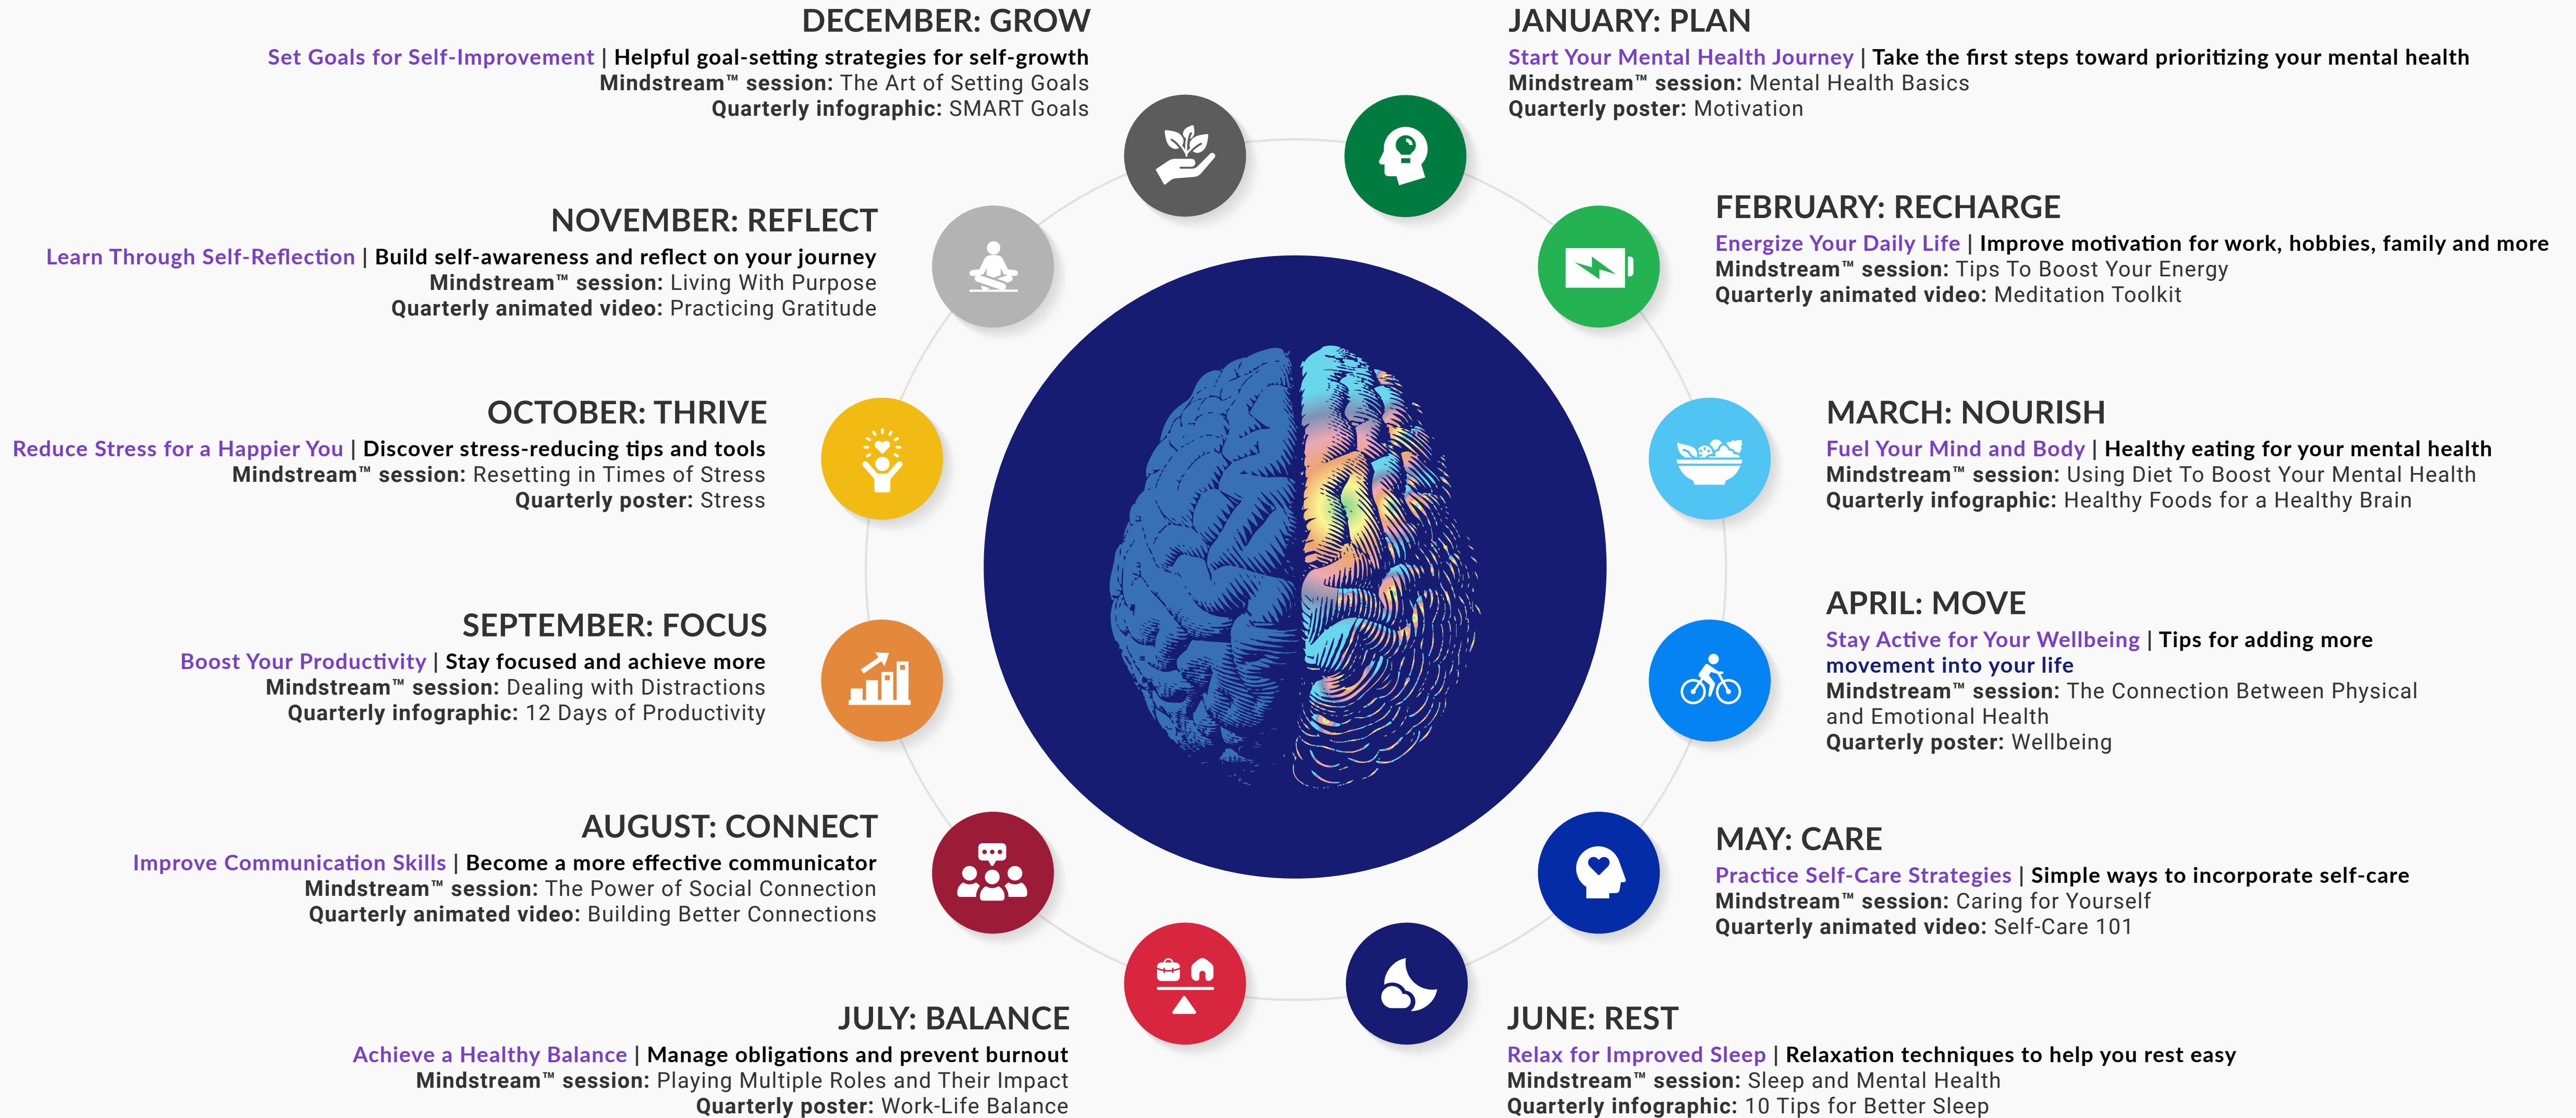 JANUARY: PLAN
Start Your Mental Health Journey | Take the first steps toward prioritizing your mental health
Mindstream™ session: Mental Health Basics
Quarterly poster: Motivation
FEBRUARY: RECHARGE
Energize Your Daily Life | Improve motivation for work, hobbies, family and more
Mindstream™ session: Tips To Boost Your Energy
Quarterly animated video: Meditation Toolkit
MARCH: NOURISH
Fuel Your Mind and Body | Healthy eating for your mental health
Mindstream™ session: Using Diet To Boost Your Mental Health
Quarterly infographic: Healthy Foods for a Healthy Brain
APRIL: MOVE
Stay Active for Your Wellbeing | Tips for adding more
movement into your life
Mindstream™ session: The Connection Between Physical
and Emotional Health
Quarterly poster: Wellbeing
MAY: CARE
Practice Self-Care Strategies | Simple ways to incorporate self-care
Mindstream™ session: Caring for Yourself
Quarterly animated video: Self-Care 101
JUNE: REST
Relax for Improved Sleep | Relaxation techniques to help you rest easy
Mindstream™ session: Sleep and Mental Health
Quarterly infographic: 10 Tips for Better Sleep
JULY: BALANCE
Achieve a Healthy Balance | Manage obligations and prevent burnout
Mindstream™ session: Playing Multiple Roles and Their Impact
Quarterly poster: Work-Life Balance
AUGUST: CONNECT
Improve Communication Skills | Become a more effective communicator
Mindstream™ session: The Power of Social Connection
Quarterly animated video: Building Better Connections
SEPTEMBER: FOCUS
Boost Your Productivity | Stay focused and achieve more
Mindstream™ session: Dealing with Distractions
Quarterly infographic: 12 Days of Productivity
OCTOBER: THRIVE
Reduce Stress for a Happier You | Discover stress-reducing tips and tools
Mindstream™ session: Resetting in Times of Stress
Quarterly poster: Stress
NOVEMBER: REFLECT
Learn Through Self-Reflection | Build self-awareness and reflect on your journey
Mindstream™ session: Living With Purpose
Quarterly animated video: Practicing Gratitude
DECEMBER: GROW
Set Goals for Self-Improvement | Helpful goal-setting strategies for self-growth
Mindstream™ session: The Art of Setting Goals
Quarterly infographic: SMART Goals